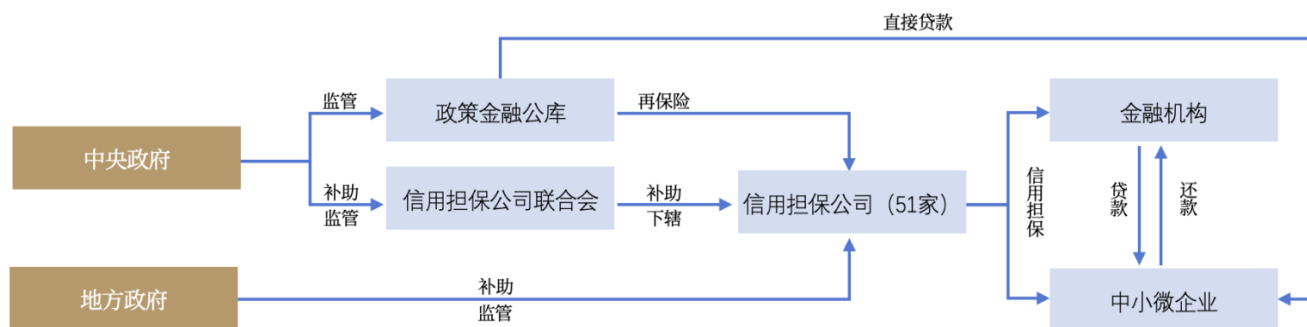 直接贷款
监管
政策金融公库
再保险
金融机构
中央政府
补助
监管
信用担保公司联合会
补助
下辖
信用担保公司（51家）
信用担保
贷款
还款
地方政府
补助
监管
中小微企业